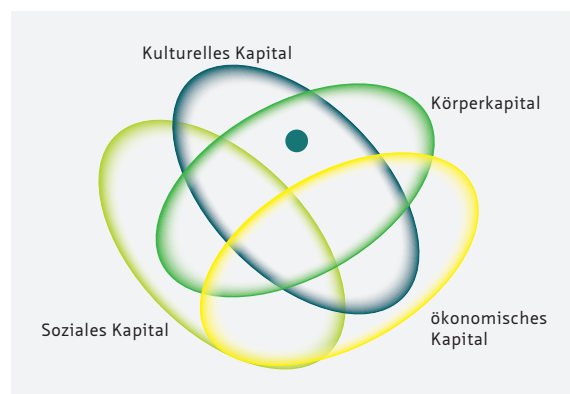 Kulturelles Kapital
Körperkapital
Soziales Kapital
ökonomisches
Kapital